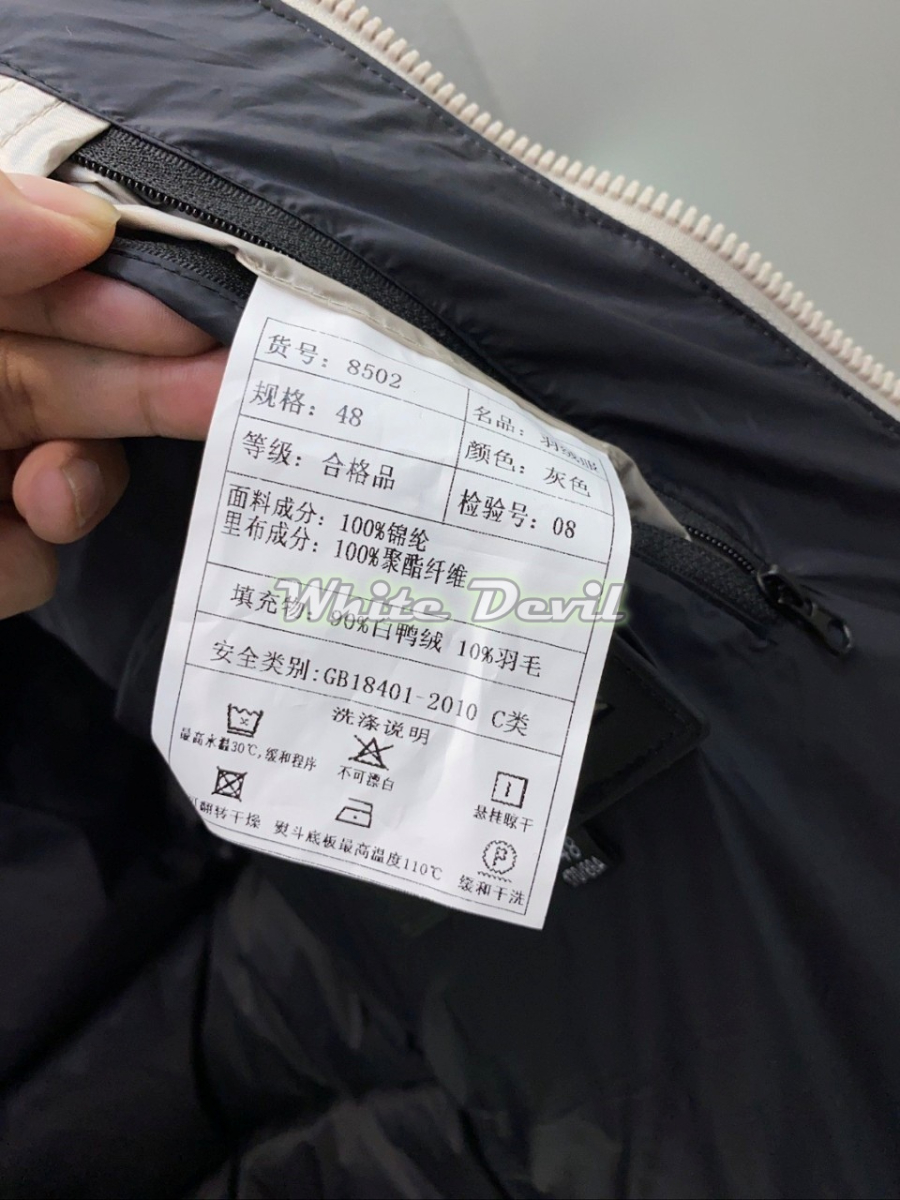 货号: 8502
名品: 羽绒服
规格: 48
颜色: 灰色
等级: 合格品
检验号: 08
面料成分: 100%锦纶
里布成分: 100%聚酯纤维
White Devil
填充物: 90%白鸭绒 10%羽毛
安全类别:GB18401-2010 C类
洗涤说明
最高水温30℃,缓和程序
不可漂白
悬挂晾干
翻转干燥
熨斗底板最高温度110℃
缓和干洗
48